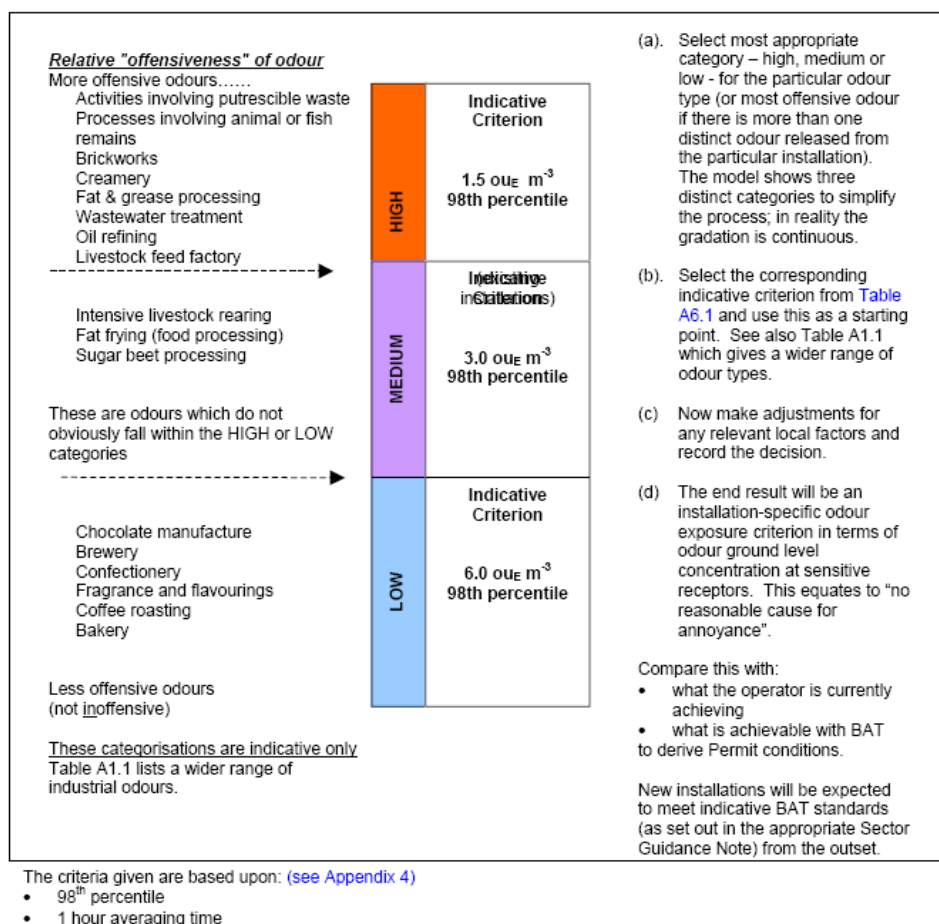 Relative "offensiveness" of odour
More offensive odours……
Activities involving putrescible waste
Processes involving animal or fish
remains
Brickworks
Creamery
Fat & grease processing
Wastewater treatment
Oil refining
Livestock feed factory
Intensive livestock rearing
Fat frying (food processing)
Sugar beet processing
These are odours which do not
obviously fall within the HIGH or LOW
categories
Chocolate manufacture
Brewery
Confectionery
Fragrance and flavourings
Coffee roasting
Bakery
Less offensive odours
(not inoffensive)
These categorisations are indicative only
Table A1.1 lists a wider range of
industrial odours.
HIGH
Indicative
Criterion
1.5 ouE m-3
98th percentile
MEDIUM
Indicative
Criterion
(existing
installations)
3.0 ouE m-3
98th percentile
LOW
Indicative
Criterion
6.0 ouE m-3
98th percentile
(a). Select most appropriate
category – high, medium or
low - for the particular odour
type (or most offensive odour
if there is more than one
distinct odour released from
the particular installation).
The model shows three
distinct categories to simplify
the process; in reality the
gradation is continuous.
(b). Select the corresponding
indicative criterion from Table
A6.1 and use this as a starting
point. See also Table A1.1
which gives a wider range of
odour types.
(c) Now make adjustments for
any relevant local factors and
record the decision.
(d) The end result will be an
installation-specific odour
exposure criterion in terms of
odour ground level
concentration at sensitive
receptors. This equates to “no
reasonable cause for
annoyance”.
Compare this with:
• what the operator is currently
achieving
• what is achievable with BAT
to derive Permit conditions.
New installations will be expected
to meet indicative BAT standards
(as set out in the appropriate Sector
Guidance Note) from the outset.
The criteria given are based upon: (see Appendix 4)
• 98th percentile
• 1 hour averaging time